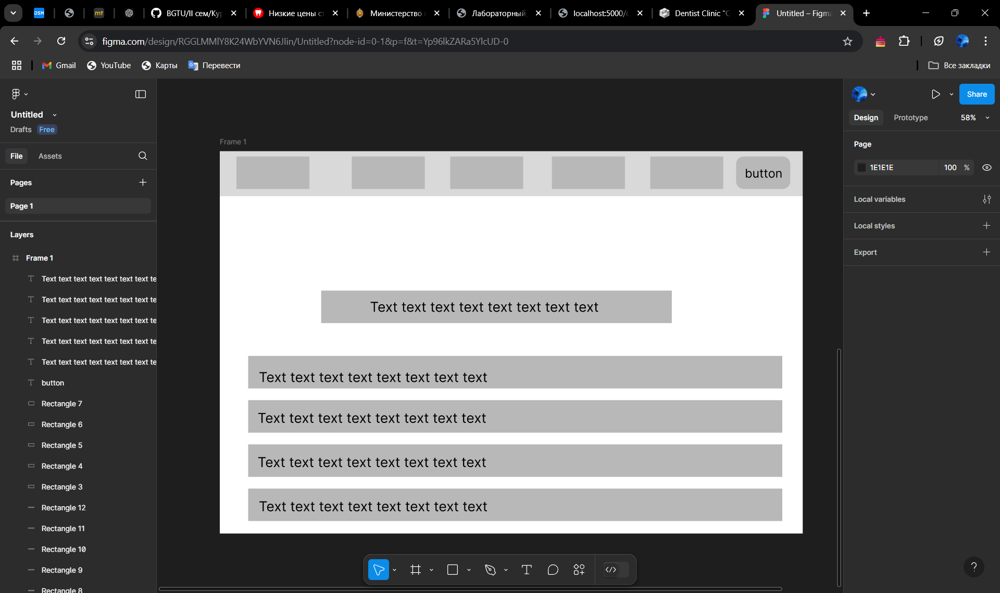 DSM
mt
BGTU/II сем/Кур
Низкие цены ст
Министерство
Лабораторный
localhost:5000/
Dentist Clinic "C
Untitled – Figma
figma.com/design/RGGLMMlY8K24WbYVN6Jlin/Untitled?node-id=0-1&p=f&t=Yp96lkZARa5YlcUD-0
Gmail
YouTube
Карты
Перевести
Все закладки
Untitled
Drafts Free
File Assets
Pages
Page 1
Layers
Frame 1
Text text text text text text text te
Text text text text text text text te
Text text text text text text text te
Text text text text text text text te
Text text text text text text text te
button
Rectangle 7
Rectangle 6
Rectangle 5
Rectangle 4
Rectangle 3
Rectangle 12
Rectangle 11
Rectangle 10
Rectangle 9
Rectangle 8
Frame 1
button
Text text text text text text text text
Text text text text text text text text
Text text text text text text text text
Text text text text text text text text
Text text text text text text text text
Share
Design Prototype 58%
Page
1E1E1E 100 %
Local variables
Local styles
Export
?